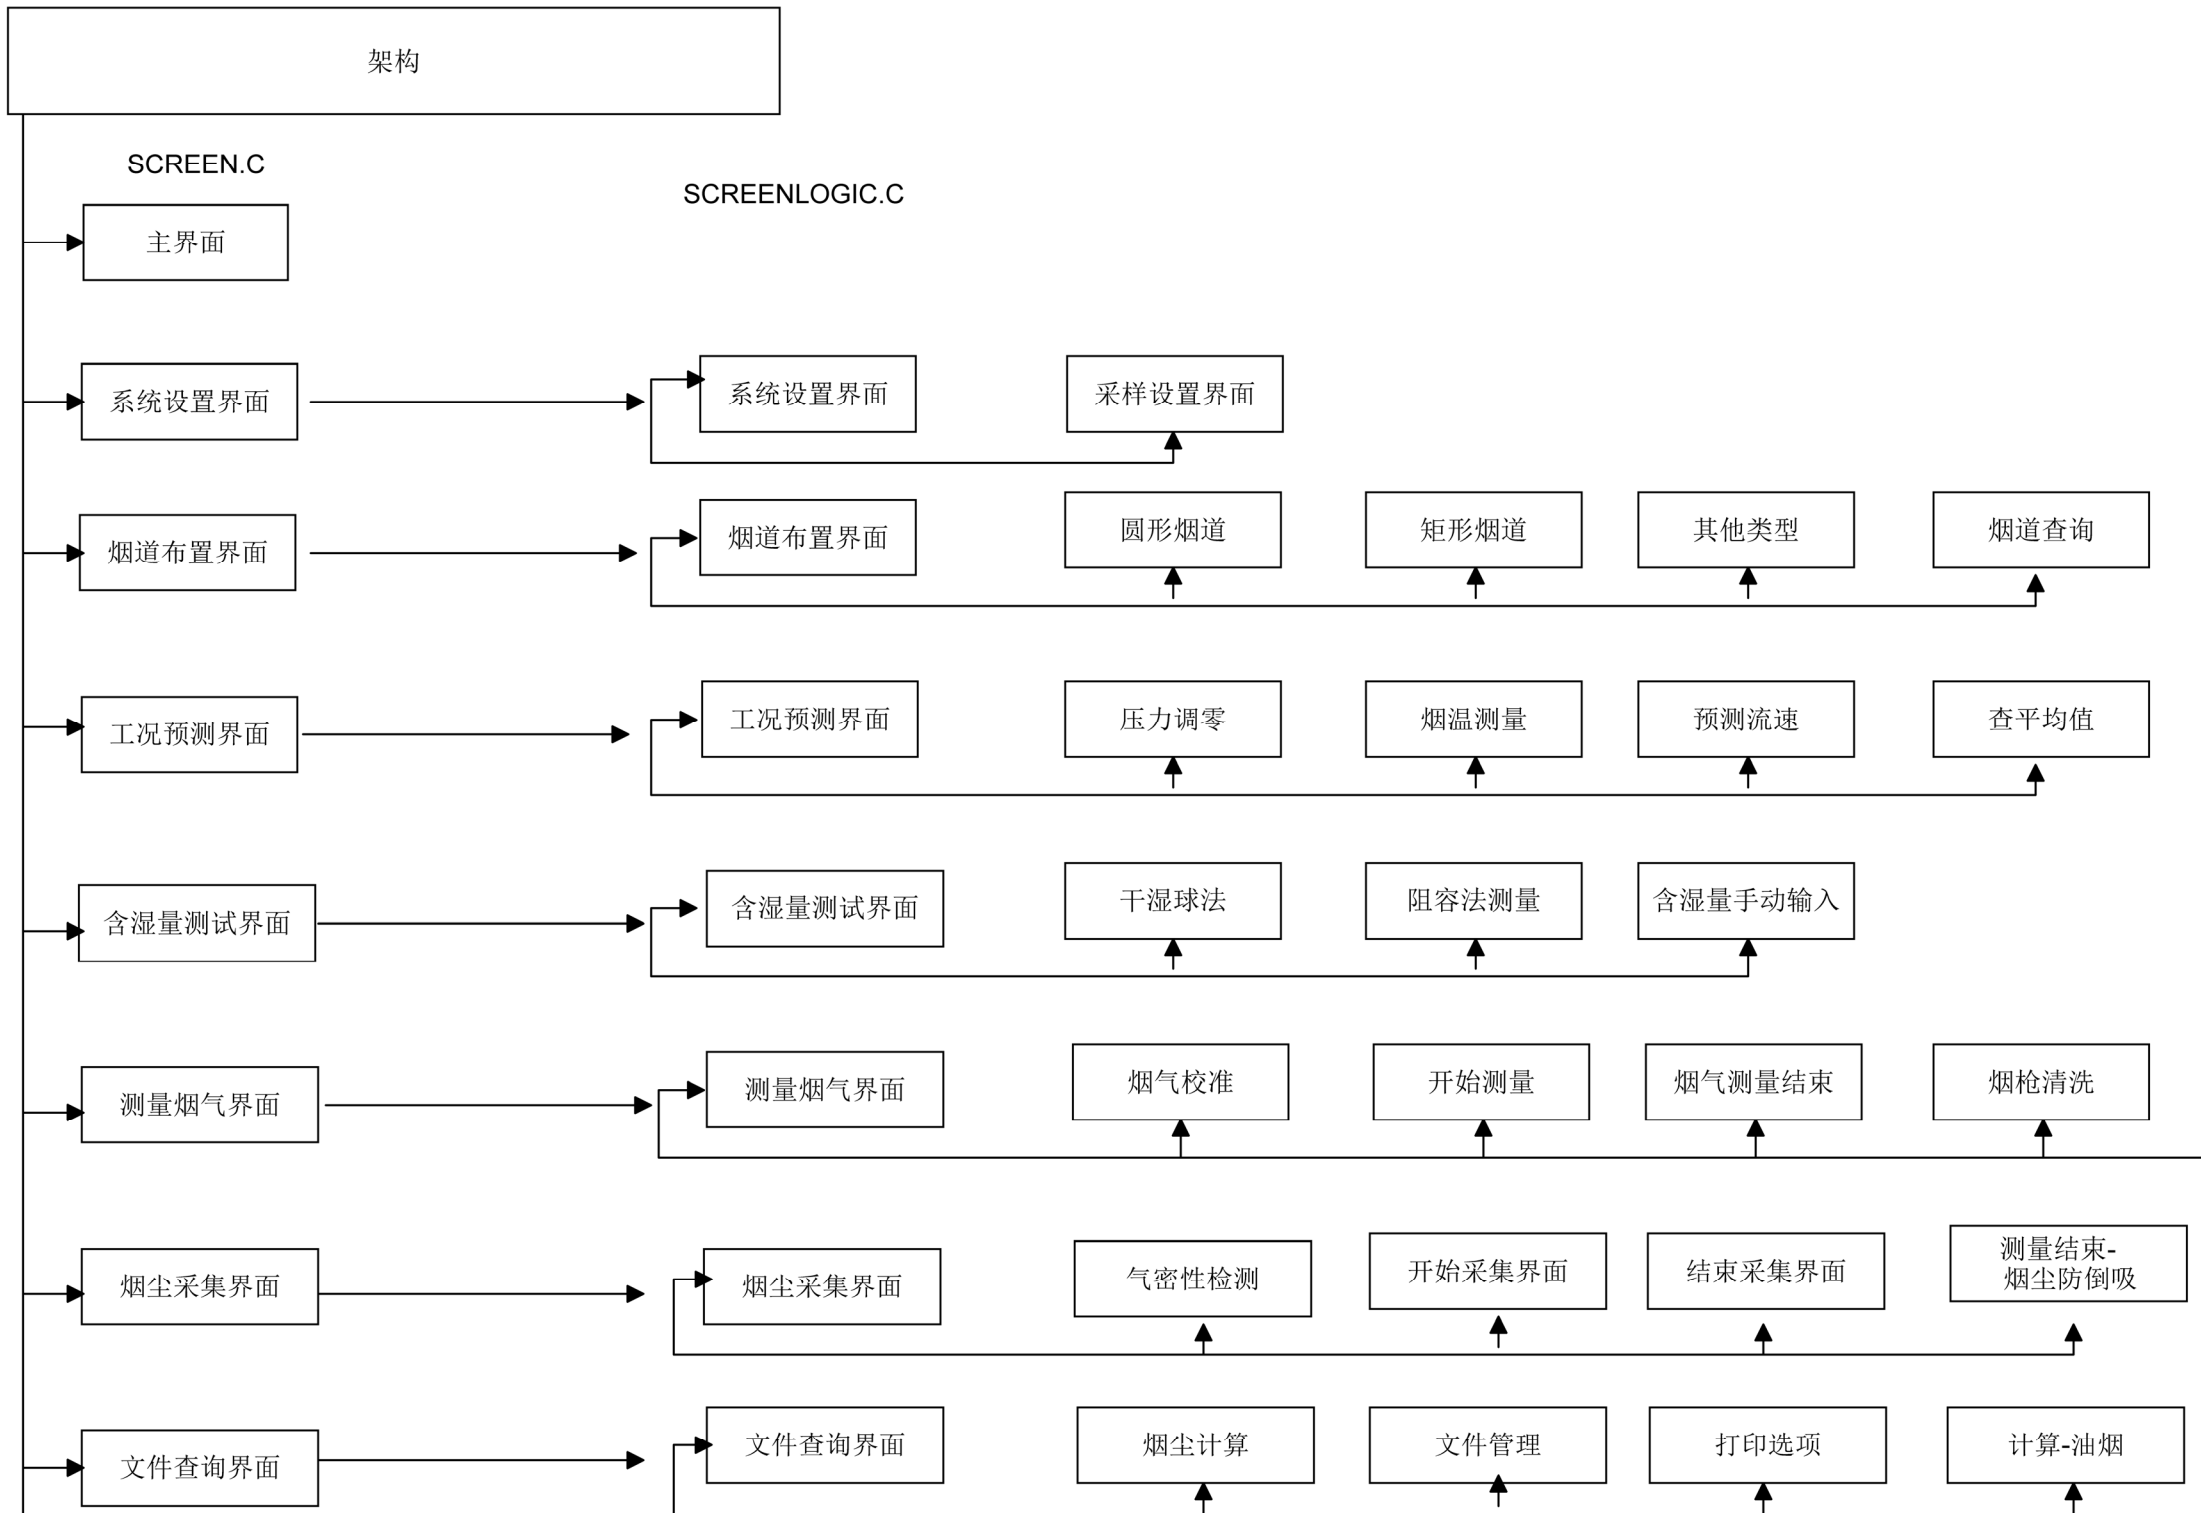 架构
SCREEN.C
SCREENLOGIC.C
主界面
系统设置界面
系统设置界面
采样设置界面
烟道布置界面
烟道布置界面
圆形烟道
矩形烟道
其他类型
烟道查询
工况预测界面
工况预测界面
压力调零
烟温测量
预测流速
查平均值
含湿量测试界面
含湿量测试界面
干湿球法
阻容法测量
含湿量手动输入
测量烟气界面
测量烟气界面
烟气校准
开始测量
烟气测量结束
烟枪清洗
烟尘采集界面
烟尘采集界面
气密性检测
开始采集界面
结束采集界面
测量结束-
烟尘防倒吸
文件查询界面
文件查询界面
烟尘计算
文件管理
打印选项
计算-油烟